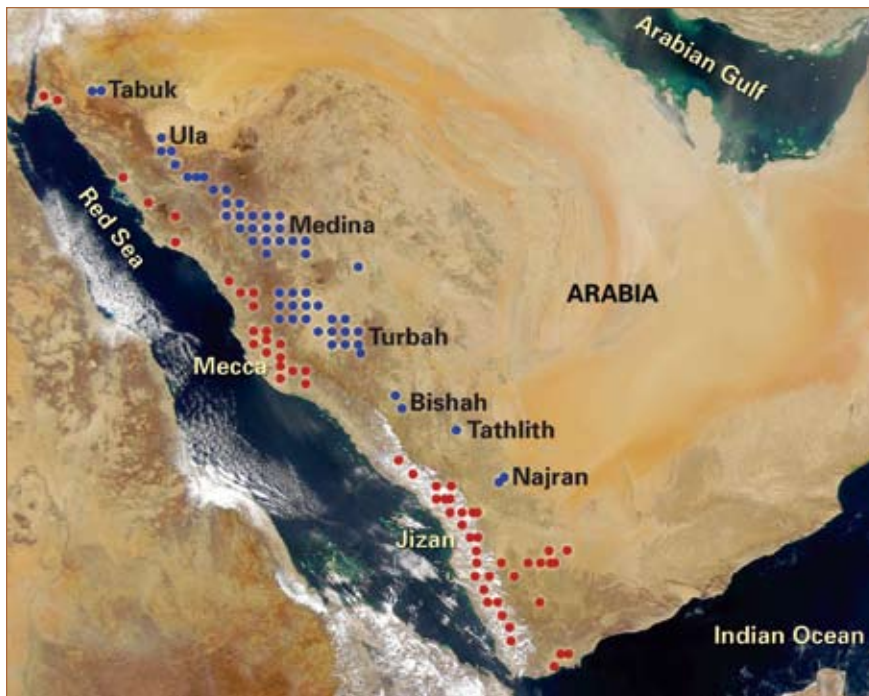 Arabian Gulf
Tabuk
Ula
Red Sea
Medina
ARABIA
Turbah
Mecca
Bishah
Tathlith
Najran
Jizan
Indian Ocean